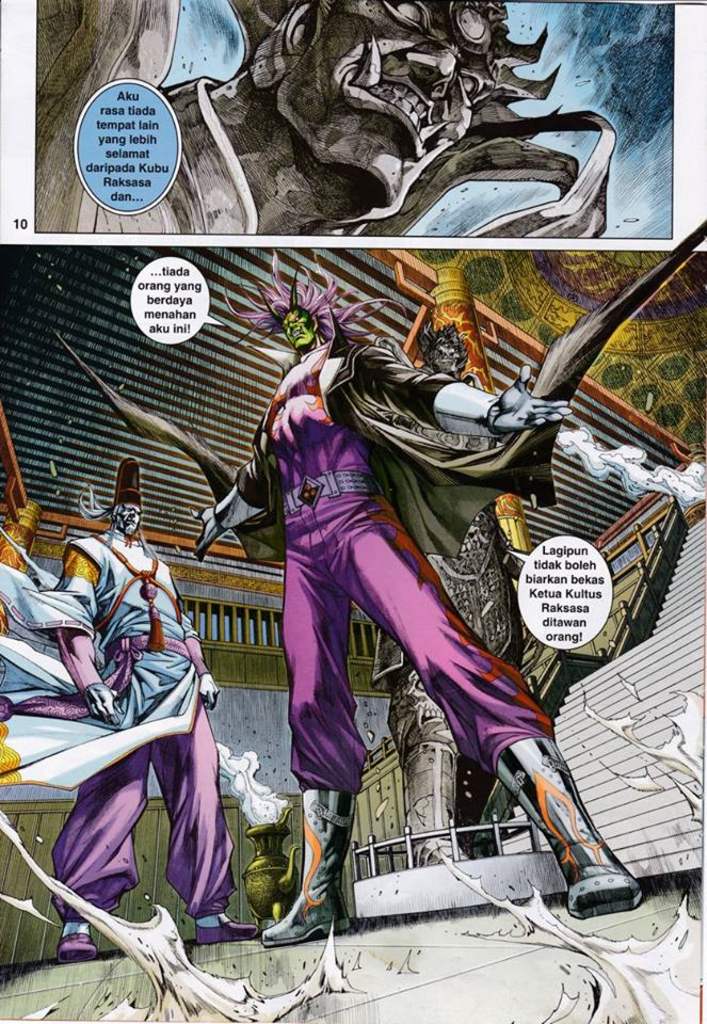 Aku
rasa tiada
tempat lain
yang lebih
selamat
daripada Kubu
Raksasa
dan...
10
...tiada
orang yang
berdaya
menahan
aku ini!
Lagipun
tidak boleh
biarkan bekas
Ketua Kultus
Raksasa
ditawan
orang!